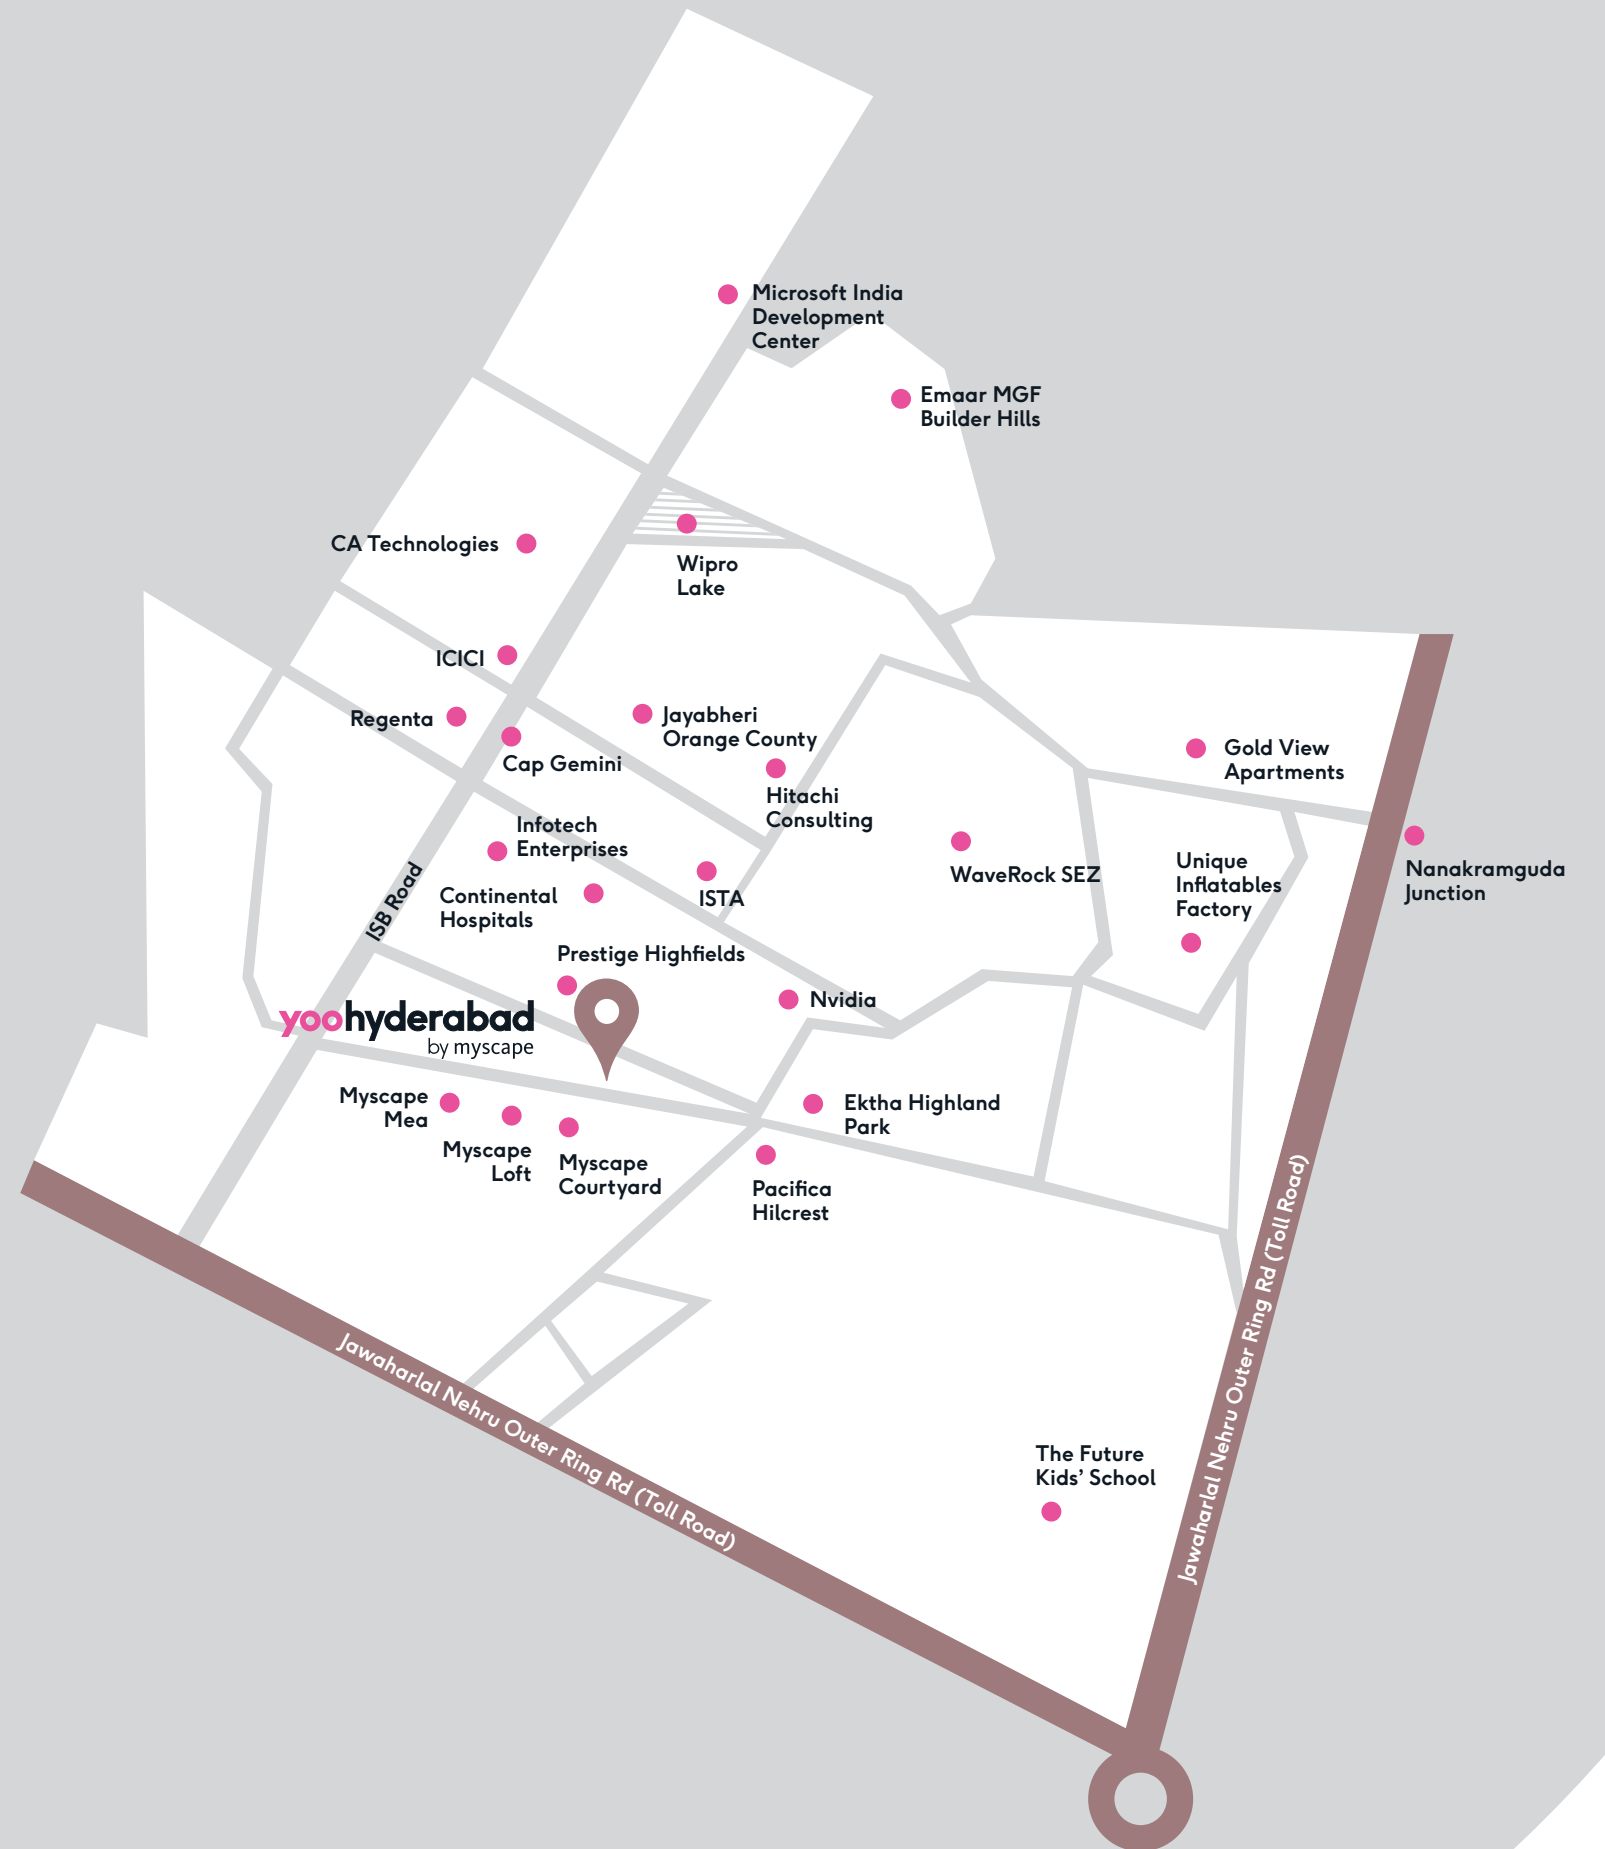 Microsoft India
Development
Center
Emaar MGF
Builder Hills
CA Technologies
Wipro
Lake
ICICI
Regenta
Jayabheri
Orange County
Cap Gemini
Hitachi
Consulting
Gold View
Apartments
Infotech
Enterprises
Nanakramguda
Junction
WaveRock SEZ
Unique
Inflatables
Factory
ISB Road
Continental
Hospitals
ISTA
Prestige Highfields
Nvidia
yoohyderabad
by myscape
Myscape
Mea
Myscape
Loft
Myscape
Courtyard
Ektha Highland
Park
Pacifica
Hilcrest
Jawaharlal Nehru Outer Ring Rd (Toll Road)
Jawaharlal Nehru Outer Ring Rd (Toll Road)
The Future
Kids’ School